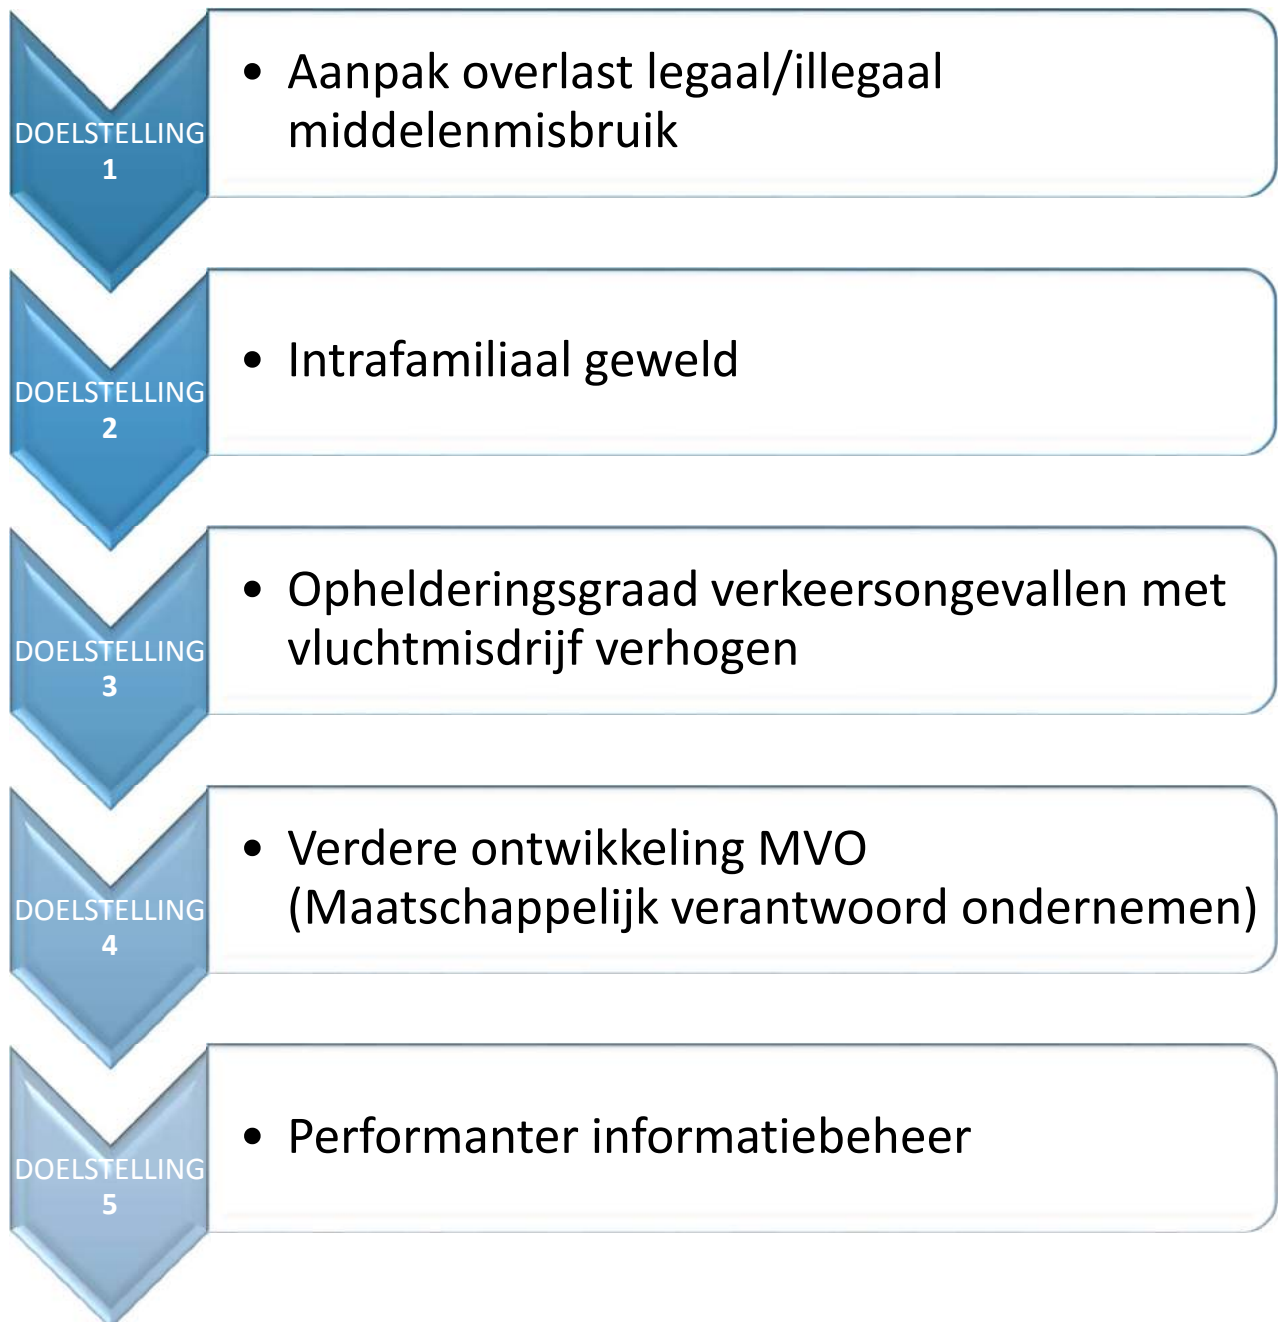 DOELSTELLING
1
• Aanpak overlast legaal/illegaal
middelenmisbruik
DOELSTELLING
2
• Intrafamiliaal geweld
DOELSTELLING
3
• Ophelderingsgraad verkeersongevallen met
vluchtmisdrijf verhogen
DOELSTELLING
4
• Verdere ontwikkeling MVO
(Maatschappelijk verantwoord ondernemen)
DOELSTELLING
5
• Performanter informatiebeheer